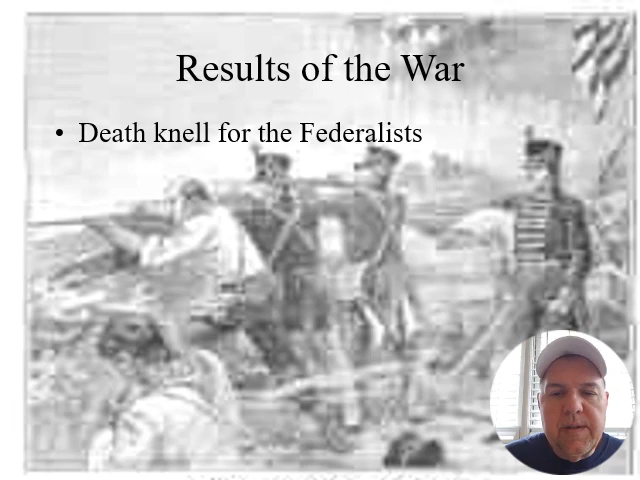 Results of the War
• Death knell for the Federalists